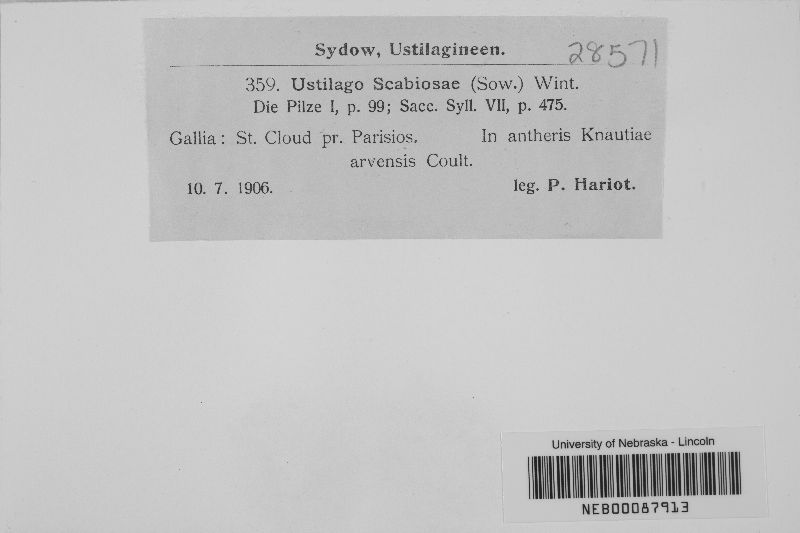 Sydow, Ustilagineen.
28571
359. Ustilago Scabiosae (Sow.) Wint.
Die Pilze I, p. 99; Sacc. Syll. VII, p. 475.
Gallia: St. Cloud pr. Parisios. In antheris Knautiae
arvensis Coult.
10. 7. 1906. leg. P. Hariot.
University of Nebraska - Lincoln
NEB00087913